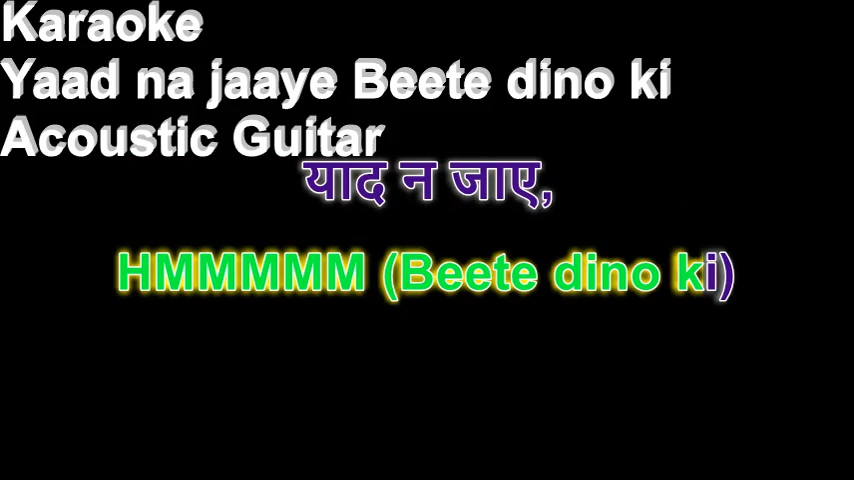 Karaoke
Yaad na jaaye Beete dino ki
Acoustic Guitar
याद न जाए,
HMMMMM (Beete dino ki)